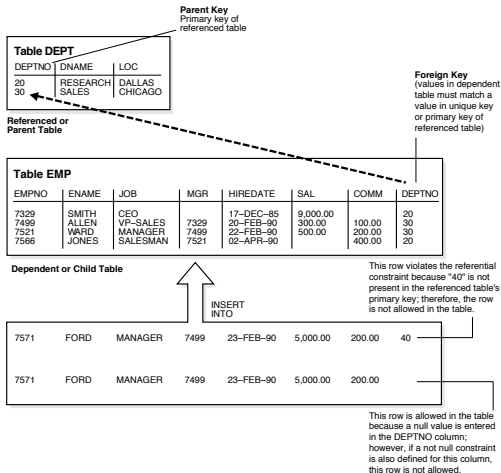 Parent Key
Primary key of
referenced table
Table DEPT
DEPTNO DNAME LOC
20 RESEARCH DALLAS
30 SALES CHICAGO
Referenced or
Parent Table
Foreign Key
(values in dependent
table must match a
value in unique key
or primary key of
referenced table)
Table EMP
EMPNO ENAME JOB MGR HIREDATE SAL COMM DEPTNO
7329 SMITH CEO 17–DEC–85 9,000.00 20
7499 ALLEN VP–SALES 7329 20–FEB–90 300.00 100.00 30
7521 WARD MANAGER 7499 22–FEB–90 500.00 200.00 30
7566 JONES SALESMAN 7521 02–APR–90 400.00 20
Dependent or Child Table
INSERT
INTO
This row violates the referential
constraint because "40" is not
present in the referenced table's
primary key; therefore, the row
is not allowed in the table.
7571 FORD MANAGER 7499 23–FEB–90 5,000.00 200.00 40
7571 FORD MANAGER 7499 23–FEB–90 5,000.00 200.00
This row is allowed in the table
because a null value is entered
in the DEPTNO column;
however, if a not null constraint
is also defined for this column,
this row is not allowed.